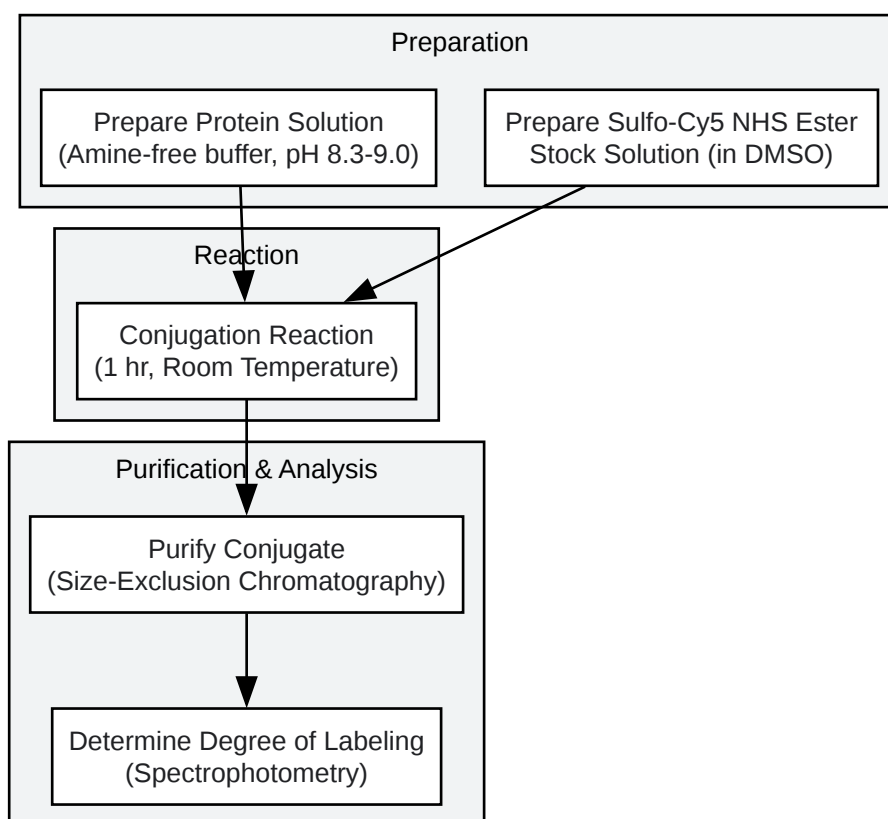 Preparation
Prepare Protein Solution
(Amine-free buffer, pH 8.3-9.0)
Prepare Sulfo-Cy5 NHS Ester
Stock Solution (in DMSO)
Reaction
Conjugation Reaction
(1 hr, Room Temperature)
Purification & Analysis
Purify Conjugate
(Size-Exclusion Chromatography)
Determine Degree of Labeling
(Spectrophotometry)